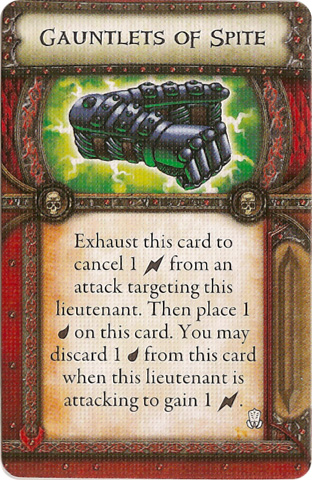 Gauntlets of Spite
Exhaust this card to
cancel 1 from an
attack targeting this
lieutenant. Then place 1
on this card. You may
discard 1 from this card
when this lieutenant is
attacking to gain 1 .